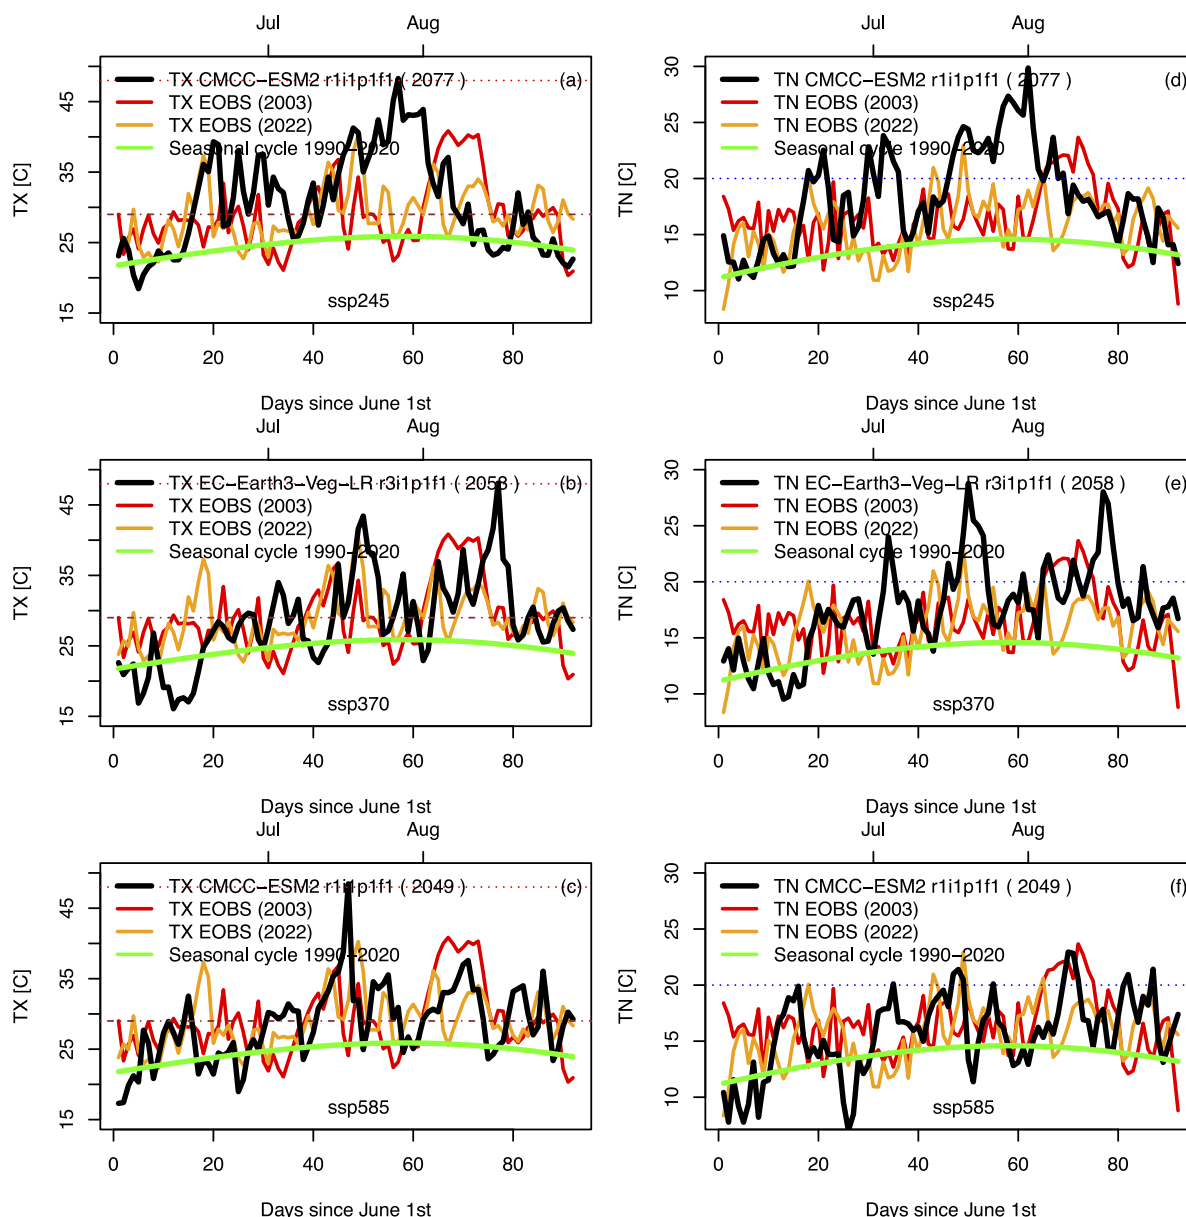 Jul Aug
TX CMCC−ESM2 r1i1p1f1 ( 2077 ) (a)
TX EOBS (2003)
TX EOBS (2022)
Seasonal cycle 1990−2020
TX [C]
15 25 35 45
ssp245
0 20 40 60 80
Days since June 1st
Jul Aug
TN CMCC−ESM2 r1i1p1f1 ( 2077 ) (d)
TN EOBS (2003)
TN EOBS (2022)
Seasonal cycle 1990−2020
TN [C]
10 15 20 25 30
ssp245
0 20 40 60 80
Days since June 1st
Jul Aug
TX EC−Earth3−Veg−LR r3i1p1f1 ( 2058 ) (b)
TX EOBS (2003)
TX EOBS (2022)
Seasonal cycle 1990−2020
TX [C]
15 25 35 45
ssp370
0 20 40 60 80
Days since June 1st
Jul Aug
TN EC−Earth3−Veg−LR r3i1p1f1 ( 2058 ) (e)
TN EOBS (2003)
TN EOBS (2022)
Seasonal cycle 1990−2020
TN [C]
10 15 20 25 30
ssp370
0 20 40 60 80
Days since June 1st
Jul Aug
TX CMCC−ESM2 r1i1p1f1 ( 2049 ) (c)
TX EOBS (2003)
TX EOBS (2022)
Seasonal cycle 1990−2020
TX [C]
15 25 35 45
ssp585
0 20 40 60 80
Days since June 1st
Jul Aug
TN CMCC−ESM2 r1i1p1f1 ( 2049 ) (f)
TN EOBS (2003)
TN EOBS (2022)
Seasonal cycle 1990−2020
TN [C]
10 15 20 25 30
ssp585
0 20 40 60 80
Days since June 1st